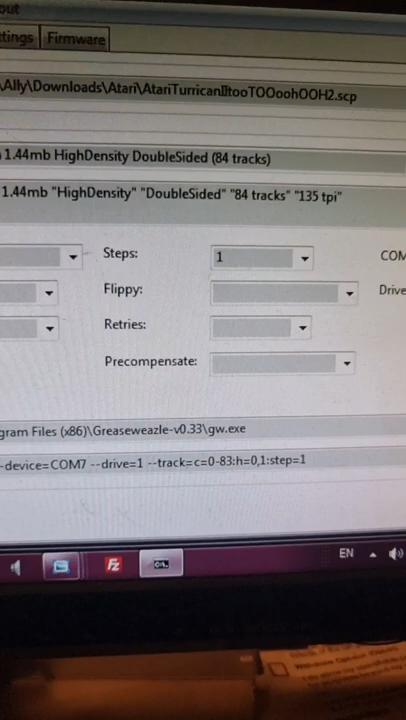 out
ttings Firmware
\Ally\Downloads\Atari\AtariTurricanIItooTOOoohOOH2.scp
1.44mb HighDensity DoubleSided (84 tracks)
1.44mb "HighDensity" "DoubleSided" "84 tracks" "135 tpi"
Steps: 1 COM
Flippy: Drive
Retries:
Precompensate:
gram Files (x86)\Greaseweazle-v0.33\gw.exe
-device=COM7 --drive=1 --track=c=0-83:h=0,1:step=1
FZ C:\. EN